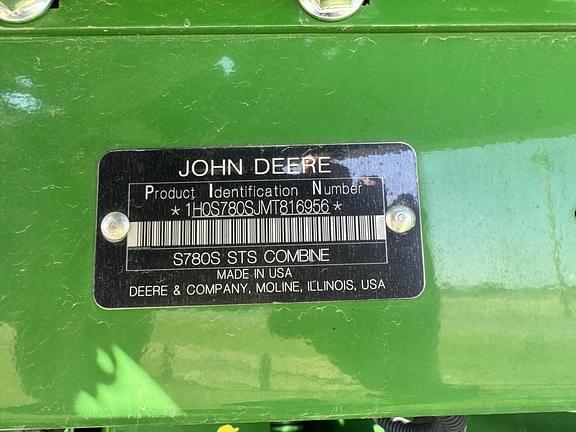 JOHN DEERE
Product Identification Number
*1H0S780SJMT816956*
S780S STS COMBINE
MADE IN USA
DEERE & COMPANY, MOLINE, ILLINOIS, USA